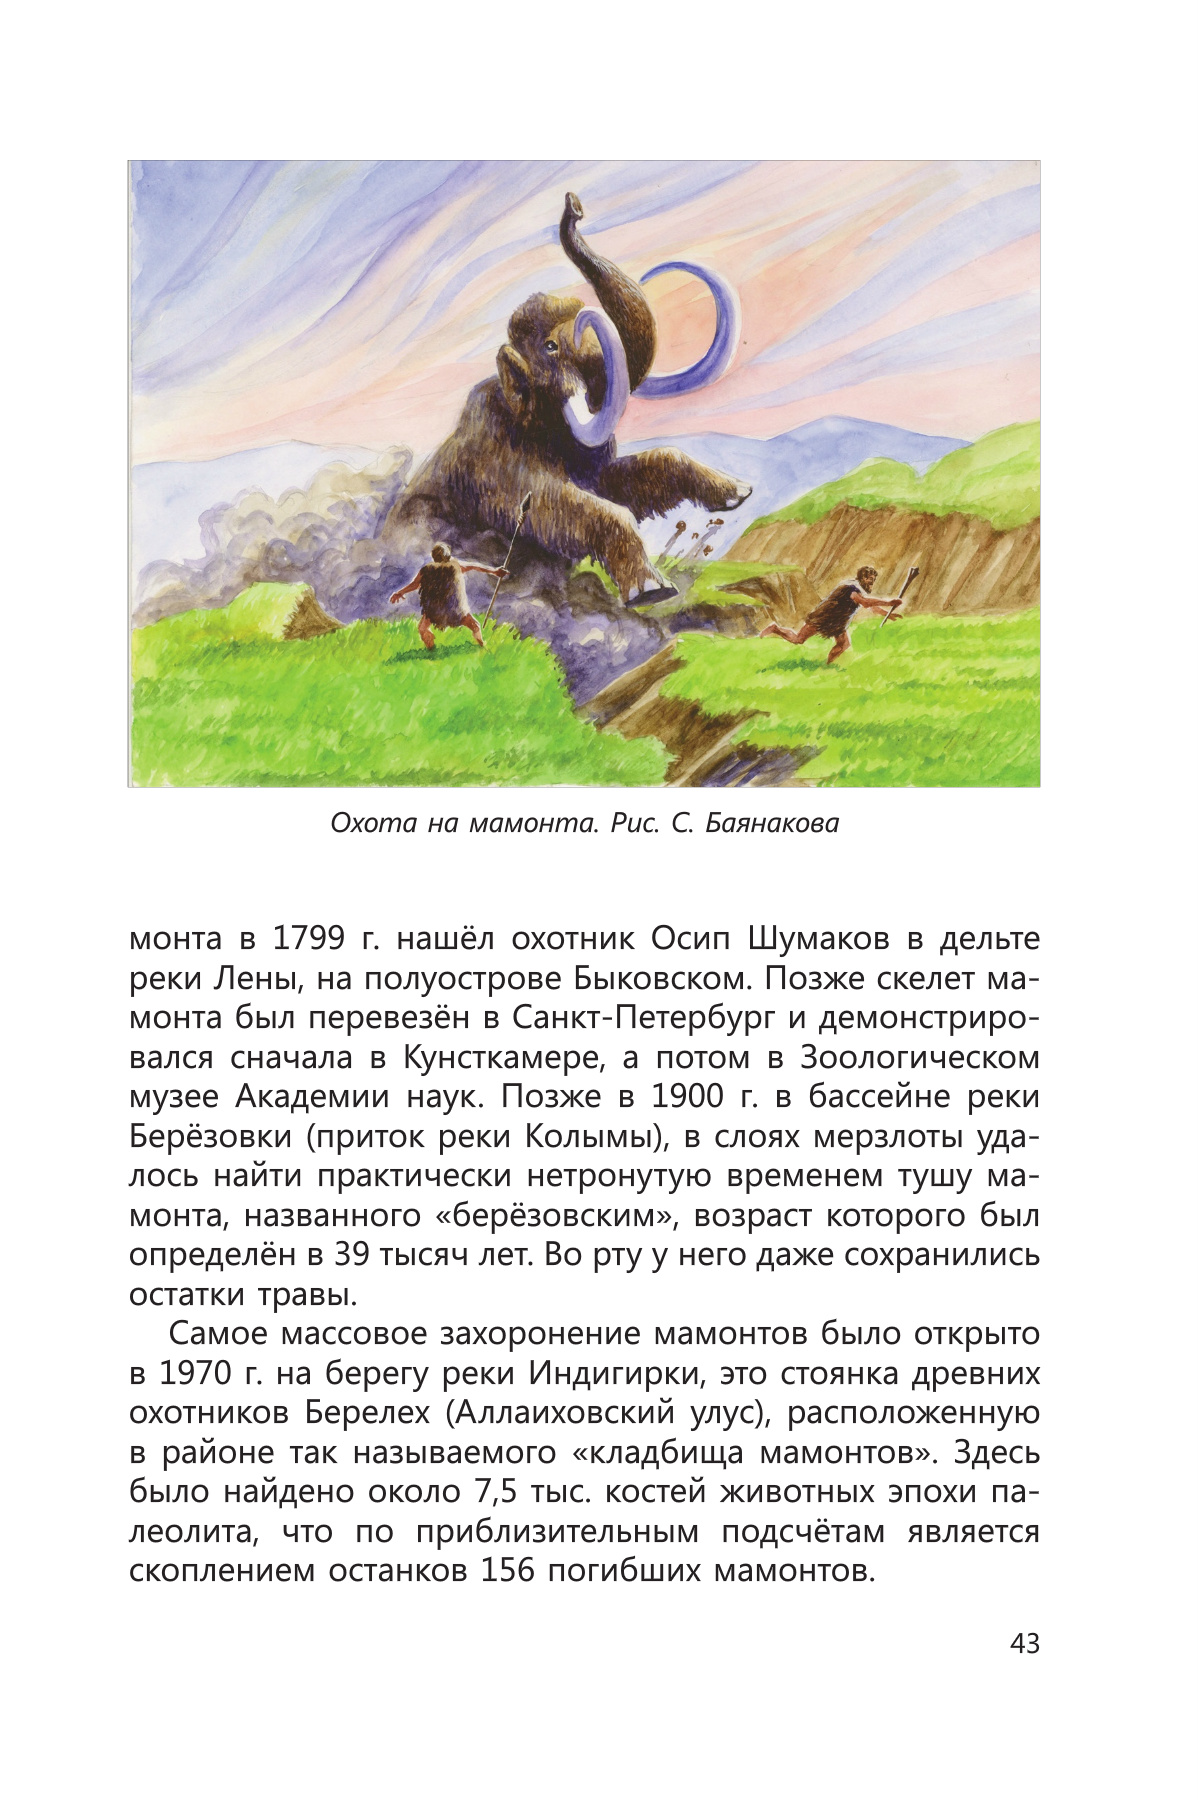 Охота на мамонта. Рис. С. Баянакова
монта в 1799 г. нашёл охотник Осип Шумаков в дельте
реки Лены, на полуострове Быковском. Позже скелет ма-
монта был перевезён в Санкт-Петербург и демонстриро-
вался сначала в Кунсткамере, а потом в Зоологическом
музее Академии наук. Позже в 1900 г. в бассейне реки
Берёзовки (приток реки Колымы), в слоях мерзлоты уда-
лось найти практически нетронутую временем тушу ма-
монта, названного «берёзовским», возраст которого был
определён в 39 тысяч лет. Во рту у него даже сохранились
остатки травы.
Самое массовое захоронение мамонтов было открыто
в 1970 г. на берегу реки Индигирки, это стоянка древних
охотников Берелех (Аллаиховский улус), расположенную
в районе так называемого «кладбища мамонтов». Здесь
было найдено около 7,5 тыс. костей животных эпохи па-
леолита, что по приблизительным подсчётам является
скоплением останков 156 погибших мамонтов.
43